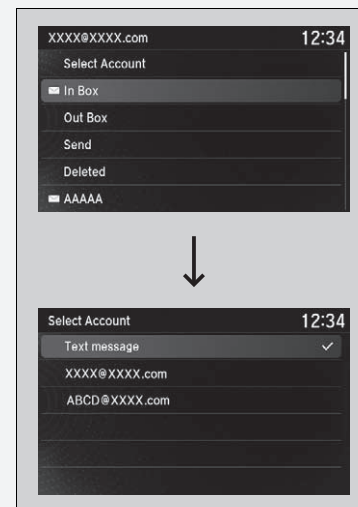 XXXX@XXXX.com 12:34
Select Account
In Box
Out Box
Send
Deleted
AAAAA
Select Account 12:34
Text message
XXXX@XXXX.com
ABCD@XXXX.com